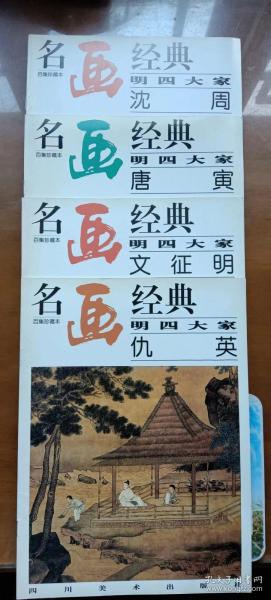 名画经典
百集珍藏本
明四大家
沈周
名画经典
百集珍藏本
明四大家
唐寅
名画经典
百集珍藏本
明四大家
文征明
名画经典
百集珍藏本
明四大家
仇英
四川美术出版社